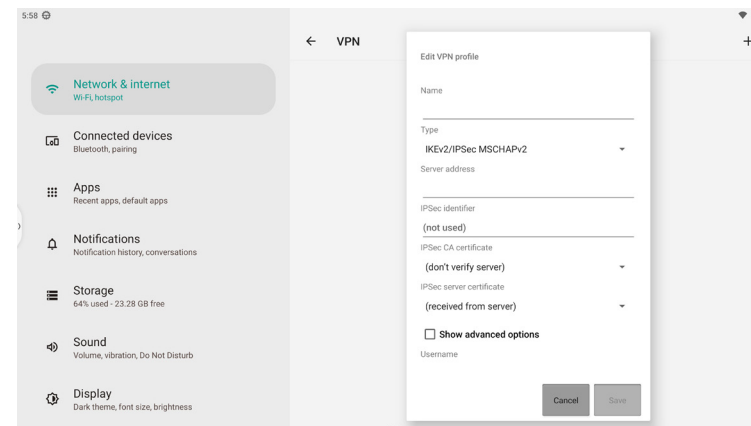 5:58
Network & internet
Wi-Fi, hotspot
Connected devices
Bluetooth, pairing
Apps
Recent apps, default apps
Notifications
Notification history, conversations
Storage
64% used - 23.28 GB free
Sound
Volume, vibration, Do Not Disturb
Display
Dark theme, font size, brightness
VPN
Edit VPN profile
Name
Type
IKEv2/IPSec MSCHAPv2
Server address
IPSec identifier
(not used)
IPSec CA certificate
(don't verify server)
IPSec server certificate
(received from server)
Show advanced options
Username
Cancel
Save